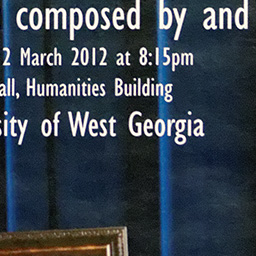 composed by and
2 March 2012 at 8:15pm
all, Humanities Building
sity of West Georgia